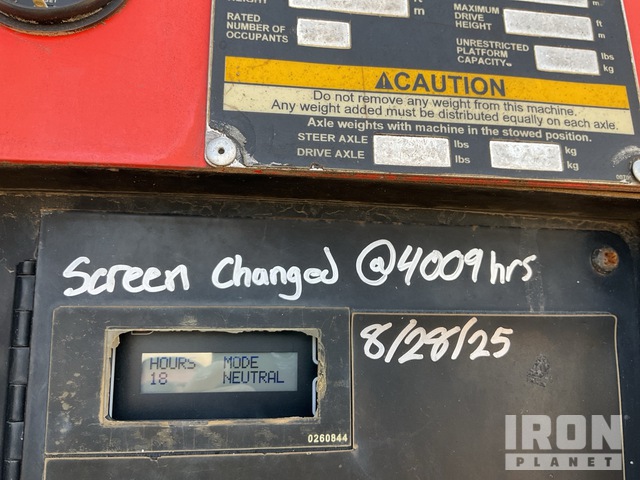 HEIGHT
m
RATED
NUMBER OF
OCCUPANTS
MAXIMUM
DRIVE
HEIGHT
ft
m
UNRESTRICTED
PLATFORM
CAPACITY
lbs
kg
CAUTION
Do not remove any weight from this machine.
Any weight added must be distributed equally on each axle.
Axle weights with machine in the stowed position.
STEER AXLE
DRIVE AXLE
lbs
lbs
kg
kg
Screen Changed @4009hrs
8/28/25
HOURS MODE
18 NEUTRAL
0260844
IRON
PLANET